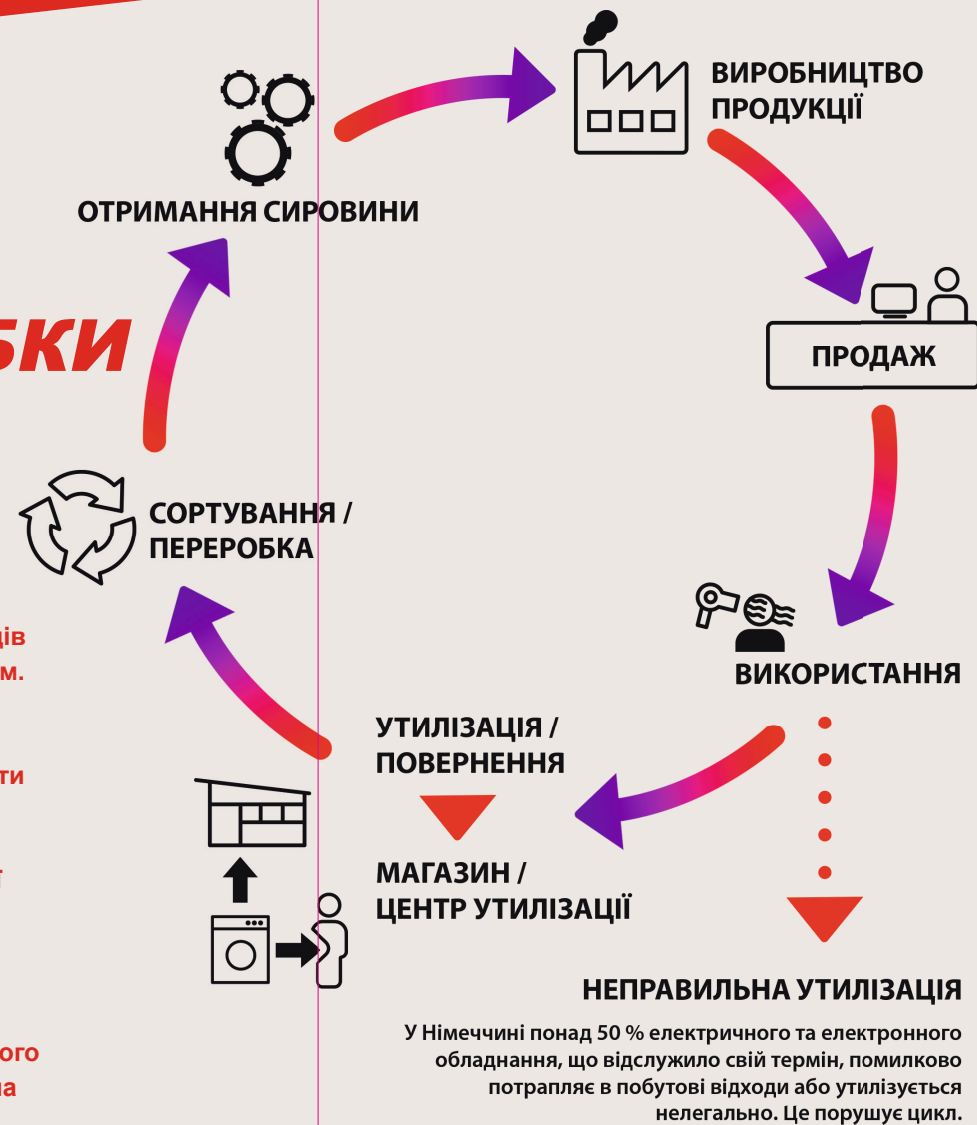 ВИРОБНИЦТВО
ПРОДУКЦІЇ
ОТРИМАННЯ СИРОВИНИ
ПРОДАЖ
СОРТУВАННЯ /
ПЕРЕРОБКА
ВИКОРИСТАННЯ
УТИЛІЗАЦІЯ /
ПОВЕРНЕННЯ
МАГАЗИН /
ЦЕНТР УТИЛІЗАЦІЇ
НЕПРАВИЛЬНА УТИЛІЗАЦІЯ
У Німеччині понад 50 % електричного та електронного
обладнання, що відслужило свій термін, помилково
потрапляє в побутові відходи або утилізується
нелегально. Це порушує цикл.